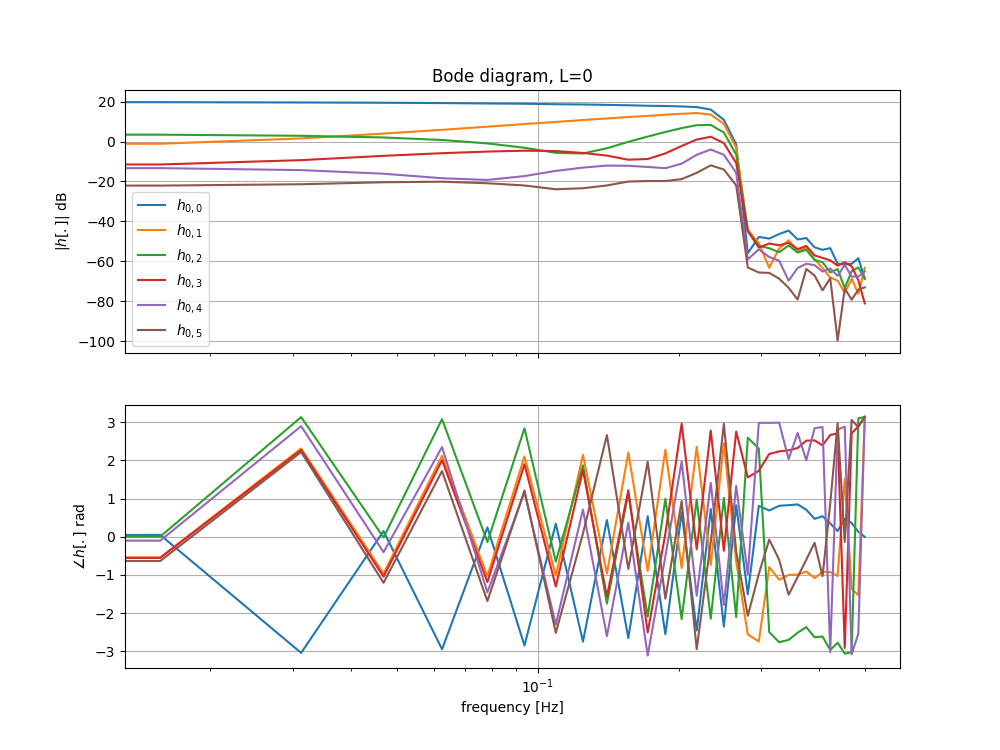 Bode diagram, L=0
|h[.]| dB
20
0
−20
−40
−60
−80
−100
h0,0
h0,1
h0,2
h0,3
h0,4
h0,5
∠h[.] rad
3
2
1
0
−1
−2
−3
10−1
frequency [Hz]